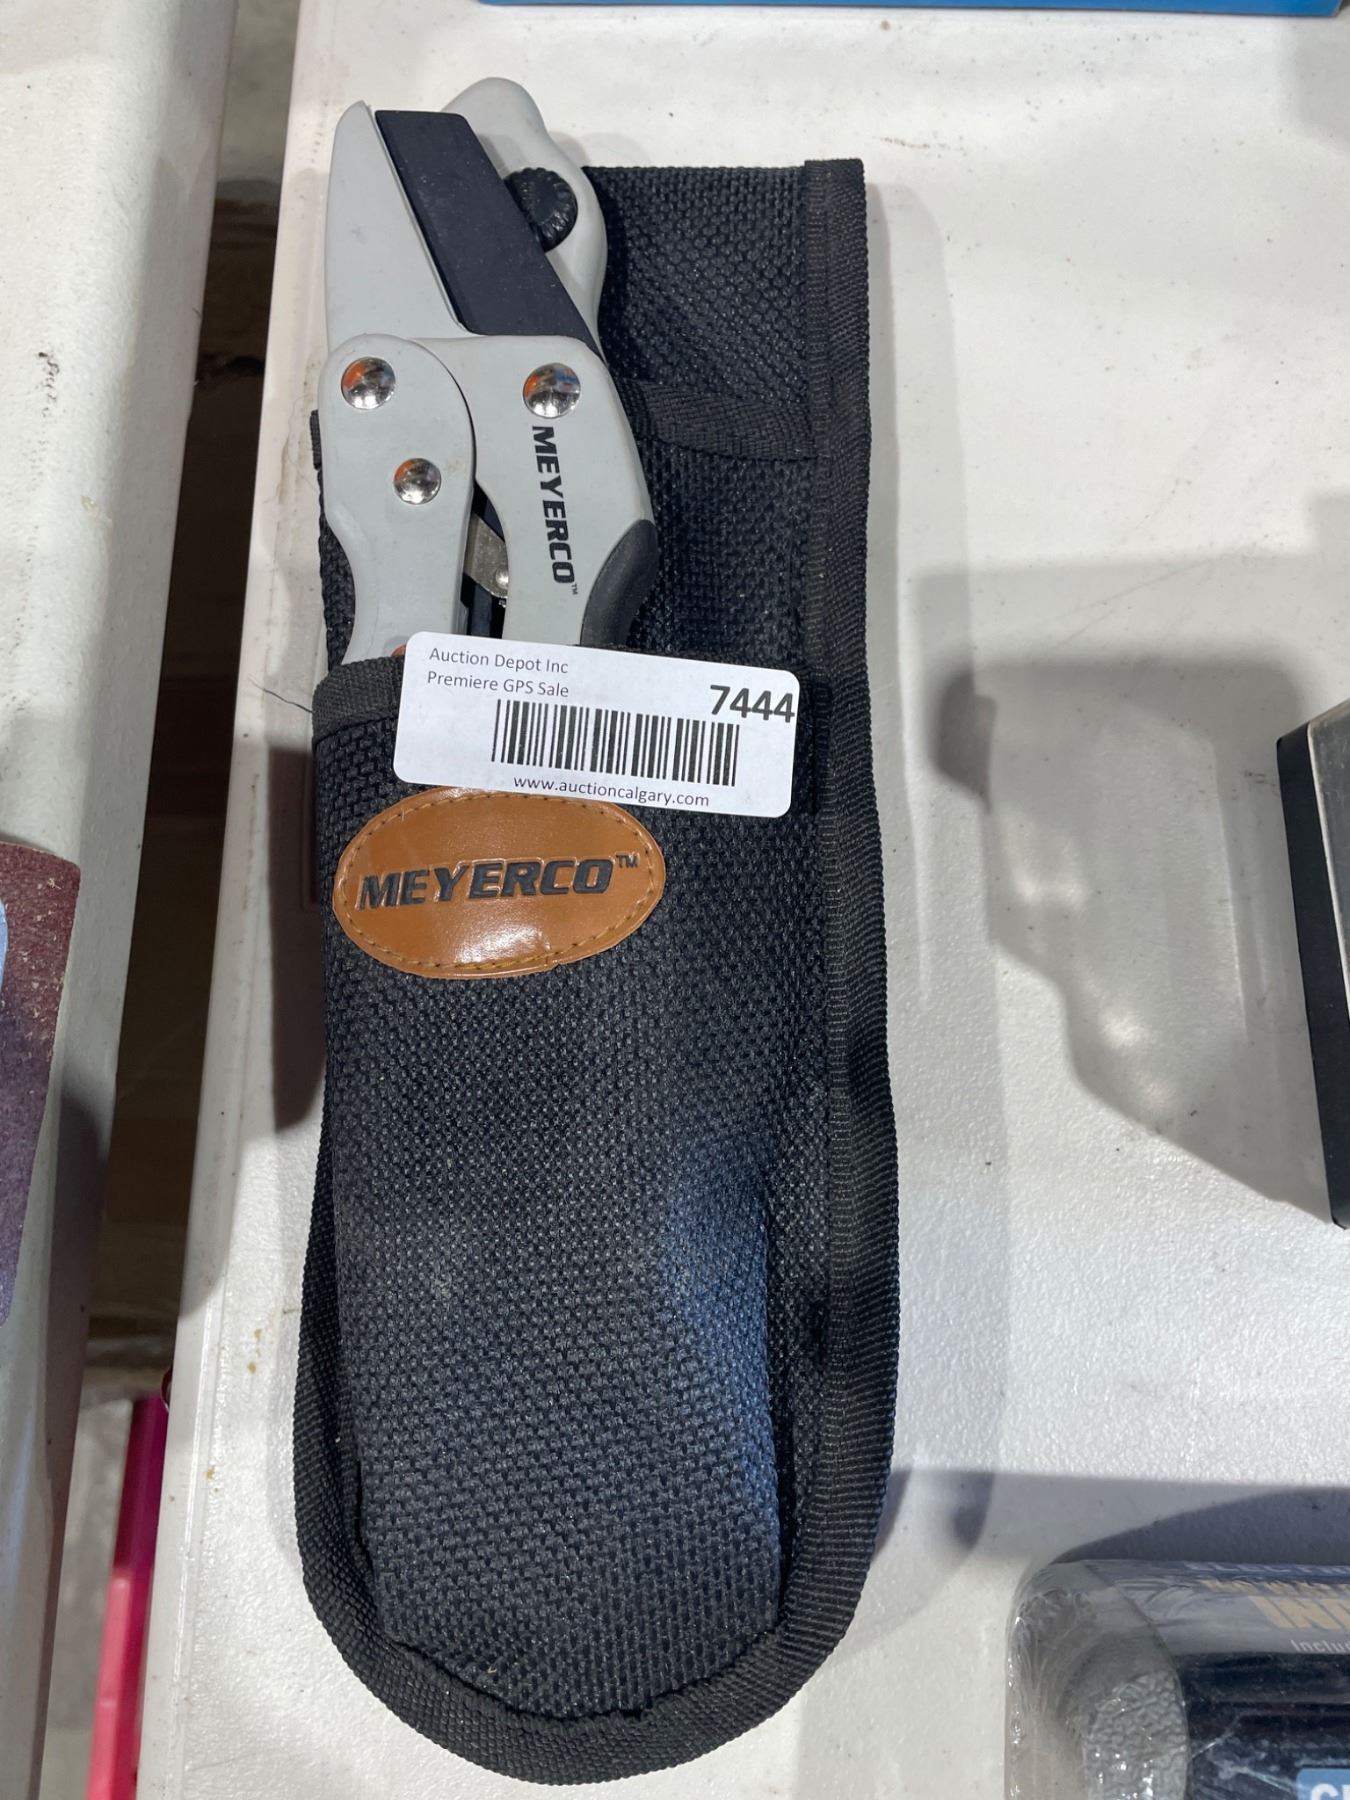 MEYERCO™
Auction Depot Inc
Premiere GPS Sale
7444
www.auctioncalgary.com
MEYERCO™